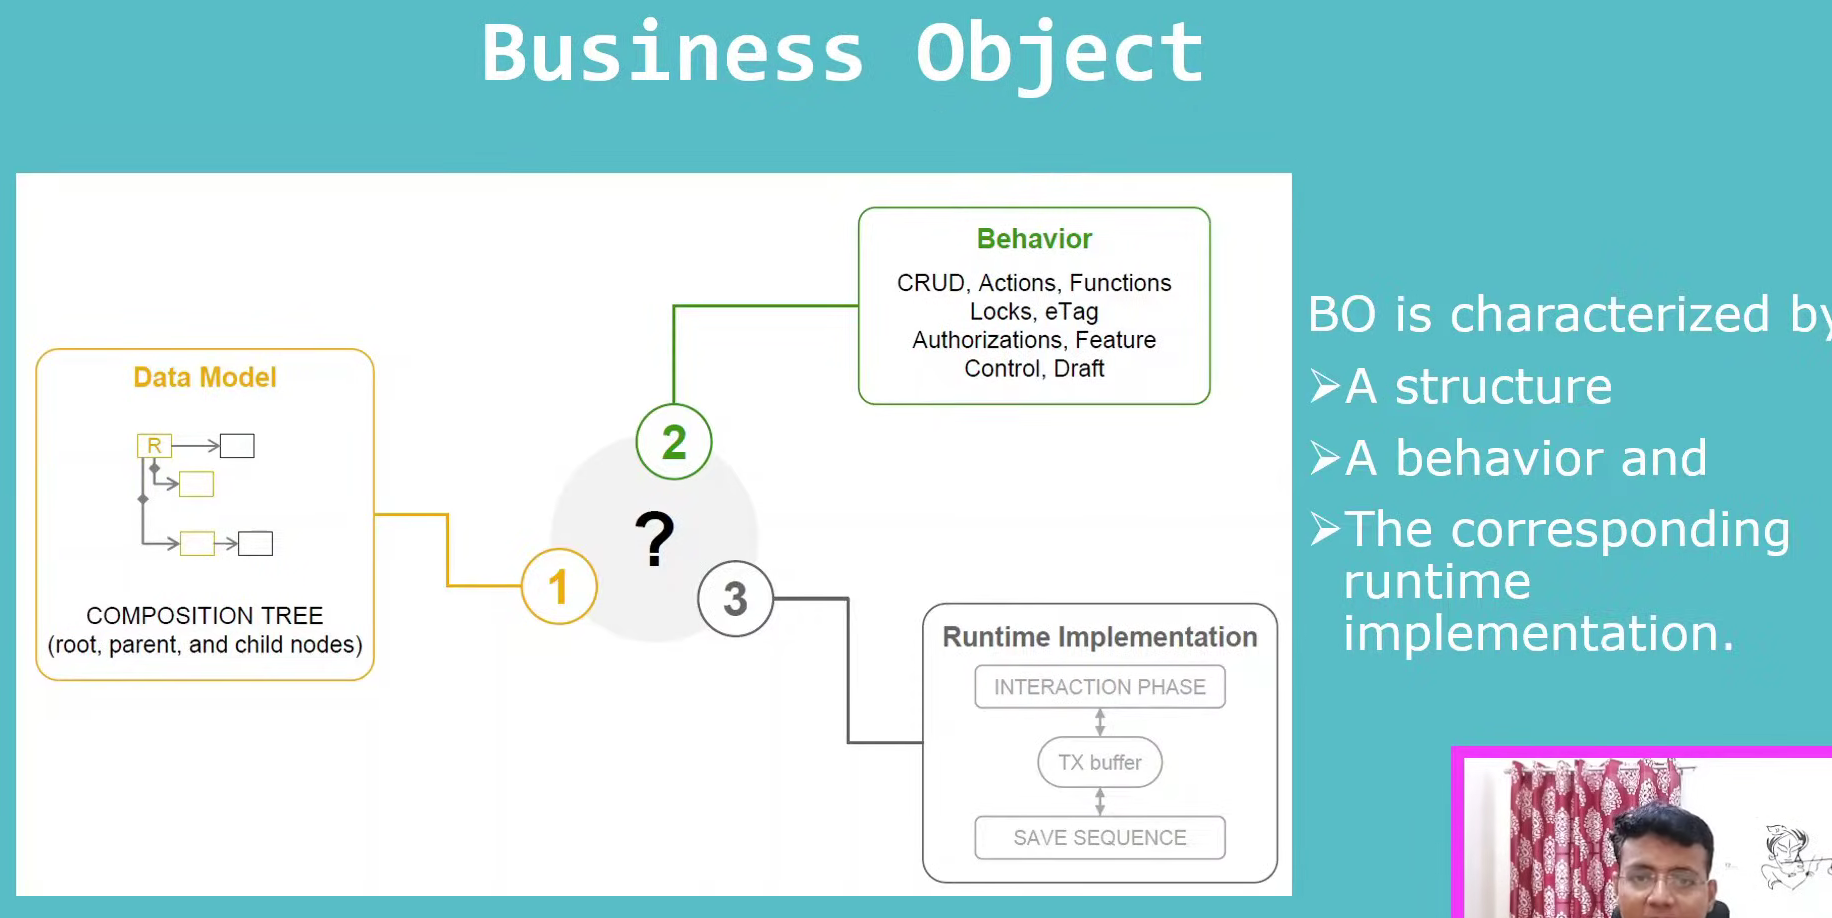 Business Object
Data Model
R
COMPOSITION TREE
(root, parent, and child nodes)
1
2
?
3
Behavior
CRUD, Actions, Functions
Locks, eTag
Authorizations, Feature
Control, Draft
Runtime Implementation
INTERACTION PHASE
TX buffer
SAVE SEQUENCE
BO is characterized by
➢A structure
➢A behavior and
➢The corresponding
runtime
implementation.